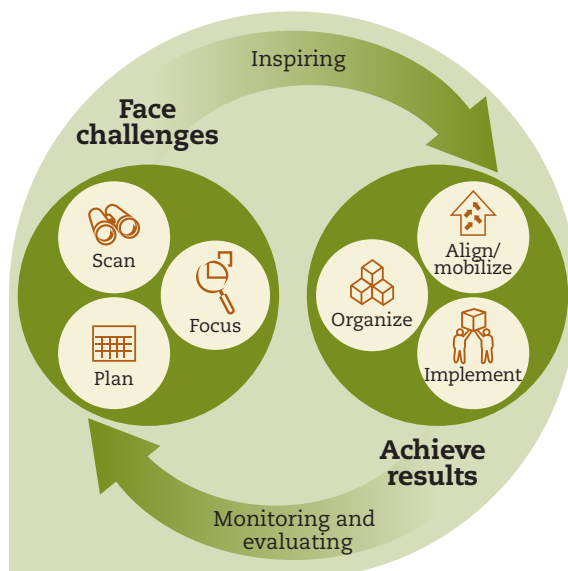 Inspiring
Face
challenges
Scan
Focus
Plan
Align/
mobilize
Organize
Implement
Achieve
results
Monitoring and
evaluating